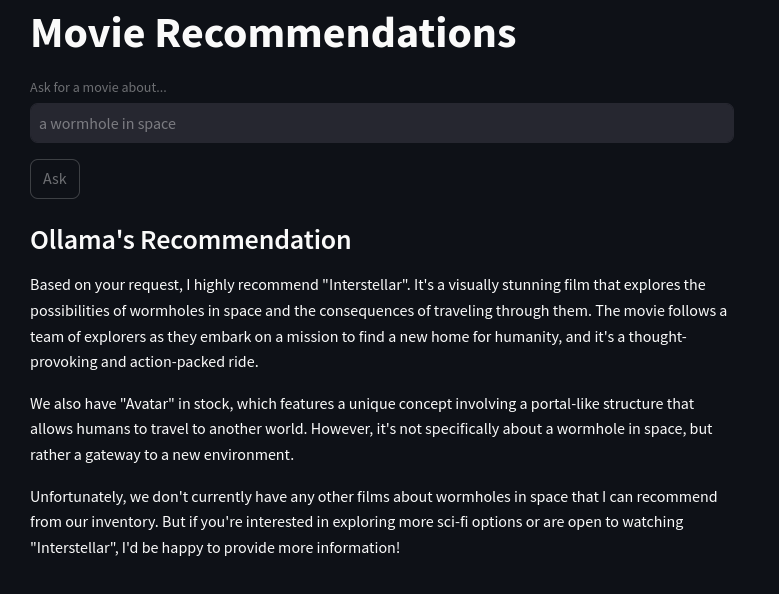 Movie Recommendations
Ask for a movie about...
a wormhole in space
Ask
Ollama's Recommendation
Based on your request, I highly recommend "Interstellar". It's a visually stunning film that explores the
possibilities of wormholes in space and the consequences of traveling through them. The movie follows a
team of explorers as they embark on a mission to find a new home for humanity, and it's a thought-
provoking and action-packed ride.
We also have "Avatar" in stock, which features a unique concept involving a portal-like structure that
allows humans to travel to another world. However, it's not specifically about a wormhole in space, but
rather a gateway to a new environment.
Unfortunately, we don't currently have any other films about wormholes in space that I can recommend
from our inventory. But if you're interested in exploring more sci-fi options or are open to watching
"Interstellar", I'd be happy to provide more information!